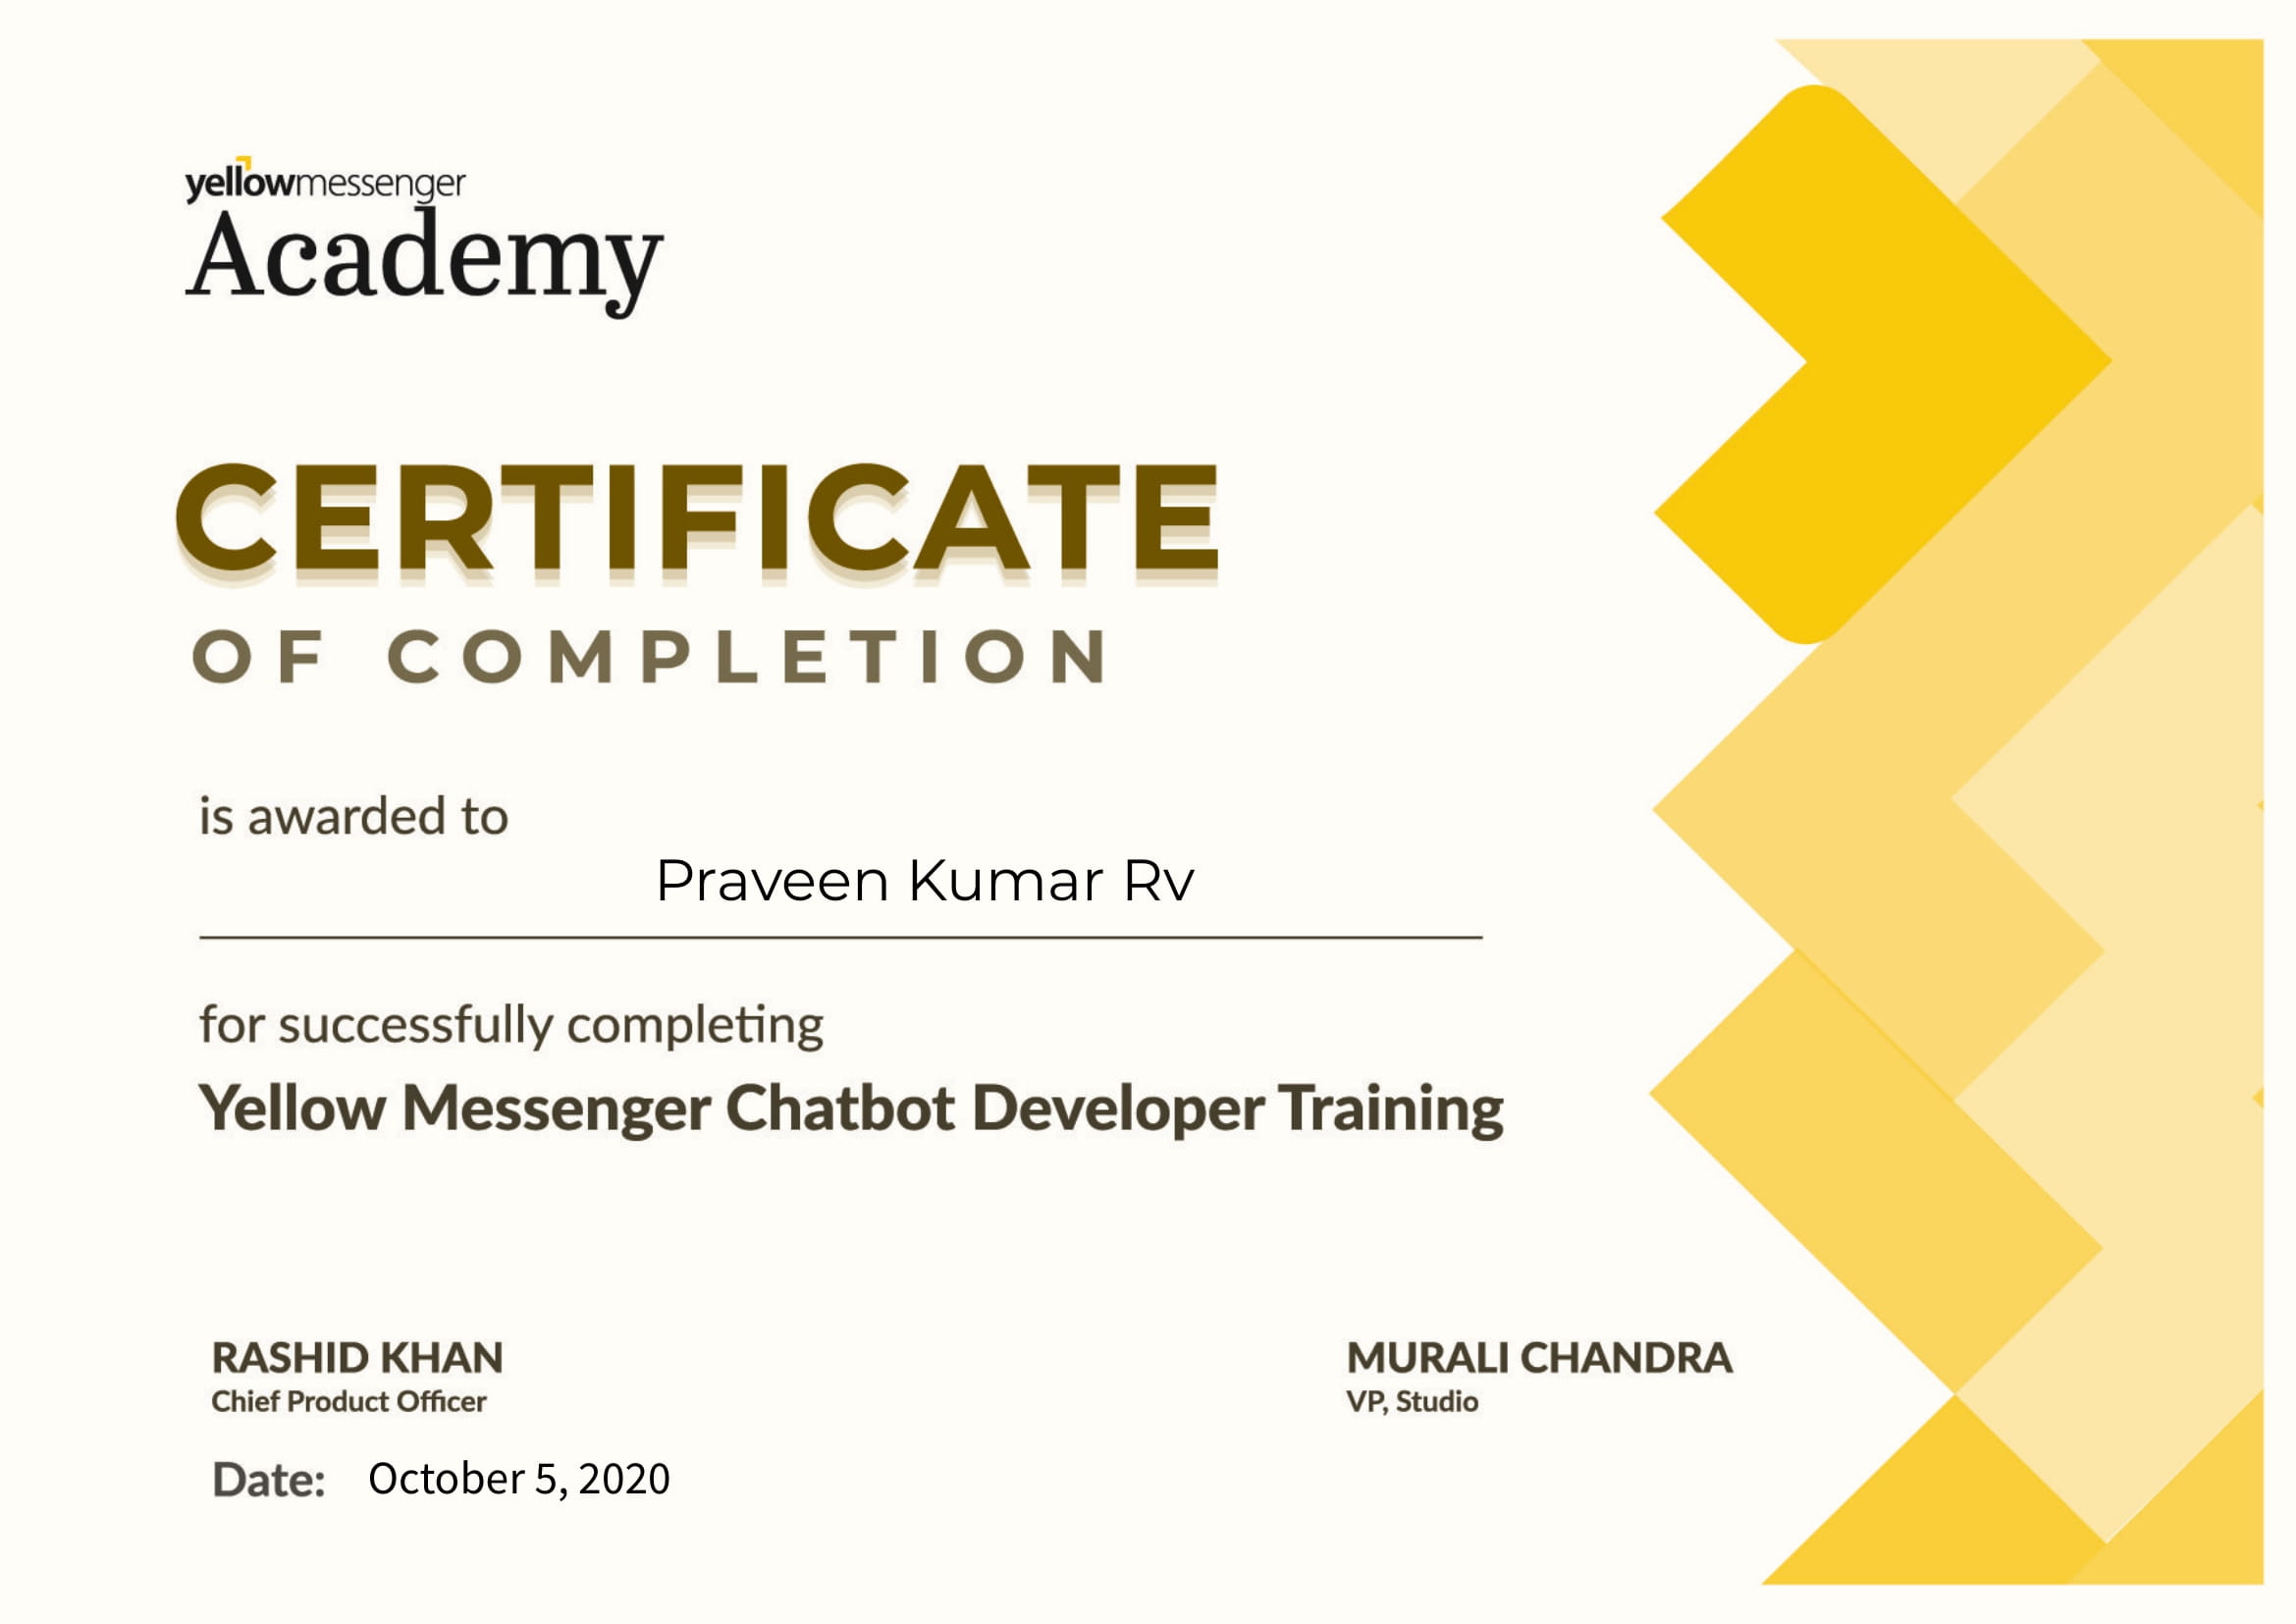 yellowmessenger
Academy
CERTIFICATE
OF COMPLETION
is awarded to
Praveen Kumar Rv
for successfully completing
Yellow Messenger Chatbot Developer Training
RASHID KHAN
Chief Product Officer
MURALI CHANDRA
VP, Studio
Date: October 5, 2020